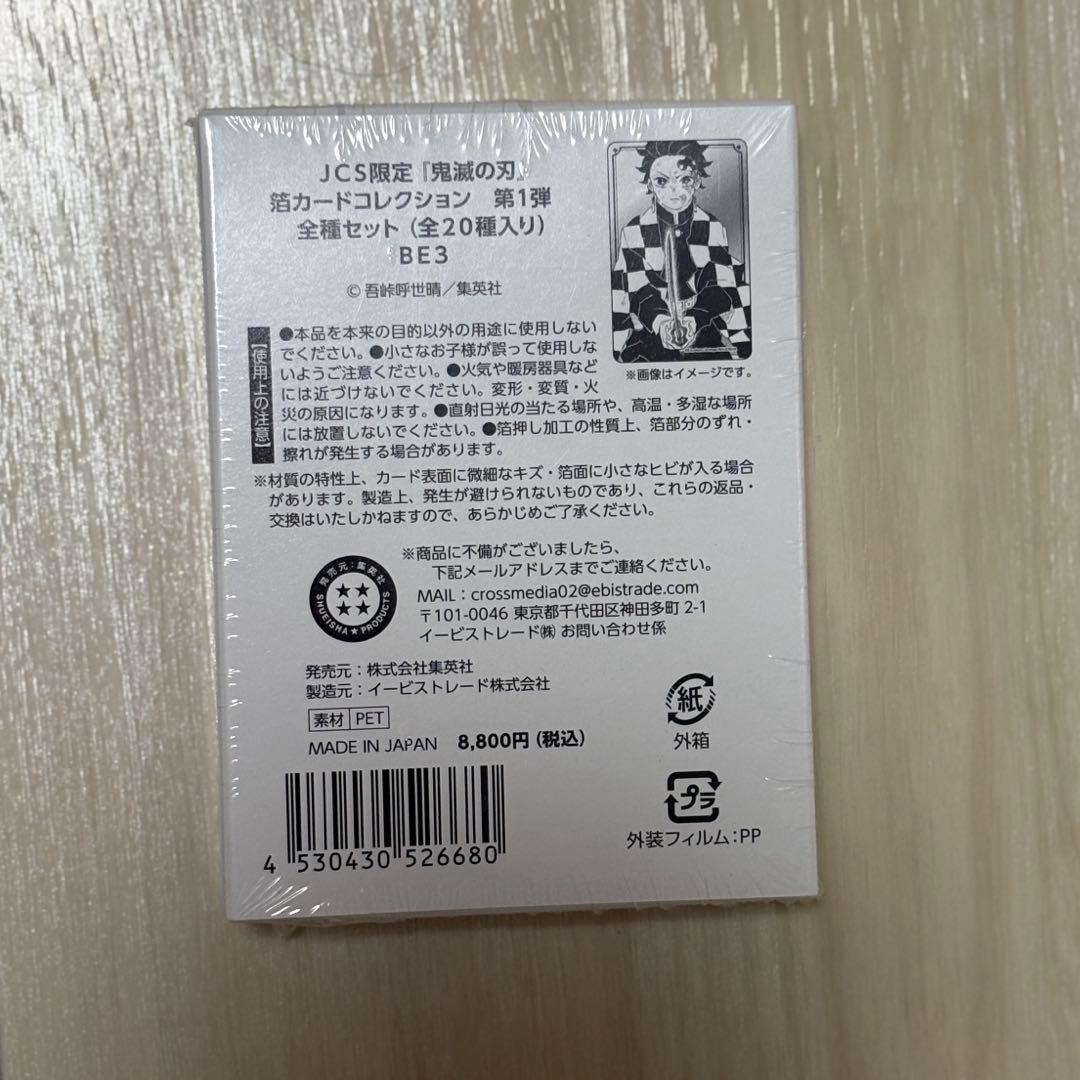 JCS限定『鬼滅の刃』
箔カードコレクション　第1弾
全種セット（全20種入り）
BE3
© 吾峠呼世晴／集英社
※画像はイメージです。
【使用上の注意】
●本品を本来の目的以外の用途に使用しない
でください。●小さなお子様が誤って使用しな
いようご注意ください。●火気や暖房器具など
には近づけないでください。変形・変質・火
災の原因になります。●直射日光の当たる場所や、高温・多湿な場所
には放置しないでください。●箔押し加工の性質上、箔部分のずれ・
擦れが発生する場合があります。
※材質の特性上、カード表面に微細なキズ・箔面に小さなヒビが入る場合
があります。製造上、発生が避けられないものであり、これらの返品・
交換はいたしかねますので、あらかじめご了承ください。
発売元：集英社
SHUEISHA★PRODUCTS
※商品に不備がございましたら、
下記メールアドレスまでご連絡ください。
MAIL：crossmedia02@ebistrade.com
〒101-0046 東京都千代田区神田多町 2-1
イービストレード㈱ お問い合わせ係
発売元：株式会社集英社
製造元：イービストレード株式会社
素材 PET
MADE IN JAPAN 8,800円（税込）
紙
外箱
プラ
外装フィルム：PP
4 530430 526680